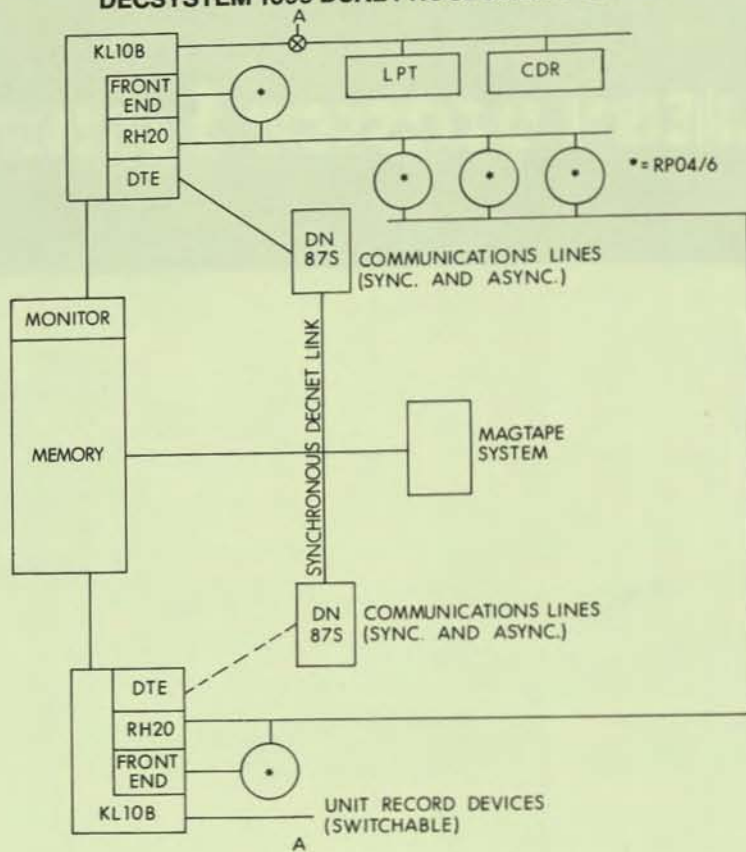 A
KL10B
FRONT
END
RH20
DTE
*
LPT
CDR
* * *
*= RP04/6
DN
87S
COMMUNICATIONS LINES
(SYNC. AND ASYNC.)
MONITOR
MEMORY
SYNCHRONOUS DECNET LINK
MAGTAPE
SYSTEM
DN
87S
COMMUNICATIONS LINES
(SYNC. AND ASYNC.)
DTE
RH20
FRONT
END
KL10B
*
UNIT RECORD DEVICES
(SWITCHABLE)
A